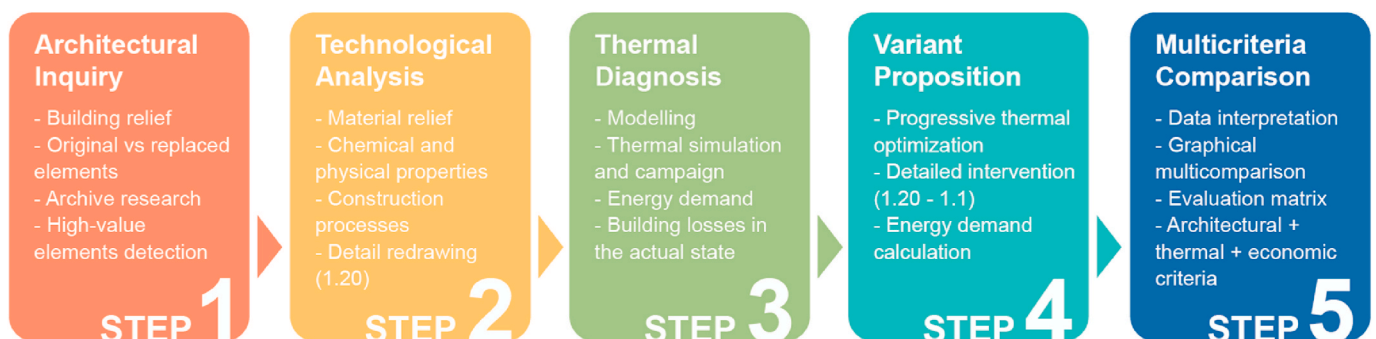 Architectural
Inquiry
- Building relief
- Original vs replaced
elements
- Archive research
- High-value
elements detection
STEP 1
Technological
Analysis
- Material relief
- Chemical and
physical properties
- Construction
processes
- Detail redrawing
(1.20)
STEP 2
Thermal
Diagnosis
- Modelling
- Thermal simulation
and campaign
- Energy demand
- Building losses in
the actual state
STEP 3
Variant
Proposition
- Progressive thermal
optimization
- Detailed intervention
(1.20 - 1.1)
- Energy demand
calculation
STEP 4
Multicriteria
Comparison
- Data interpretation
- Graphical
multicomparison
- Evaluation matrix
- Architectural +
thermal + economic
criteria
STEP 5